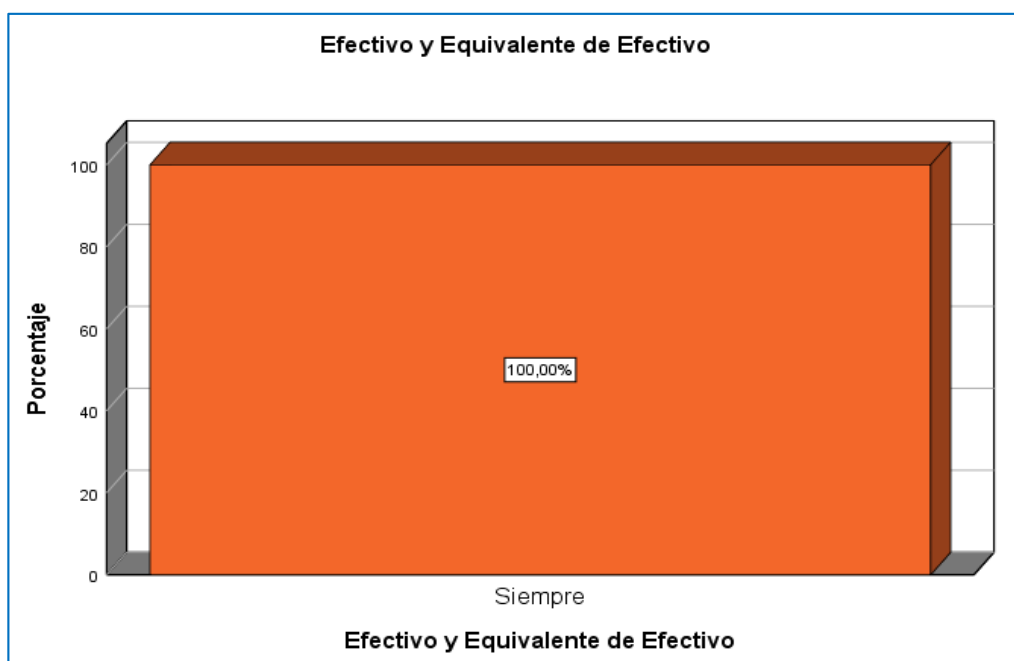 Efectivo y Equivalente de Efectivo
Porcentaje
100
80
60
40
20
0
100,00%
Siempre
Efectivo y Equivalente de Efectivo